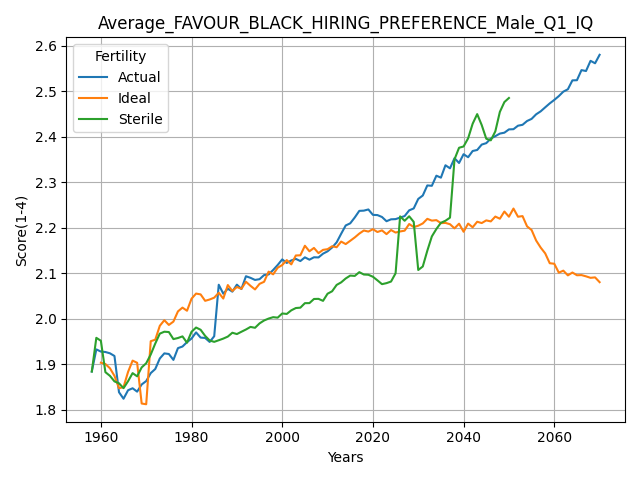 Average_FAVOUR_BLACK_HIRING_PREFERENCE_Male_Q1_IQ
Fertility
Actual
Ideal
Sterile
Score(1-4)
2.6
2.5
2.4
2.3
2.2
2.1
2.0
1.9
1.8
1960 1980 2000 2020 2040 2060
Years